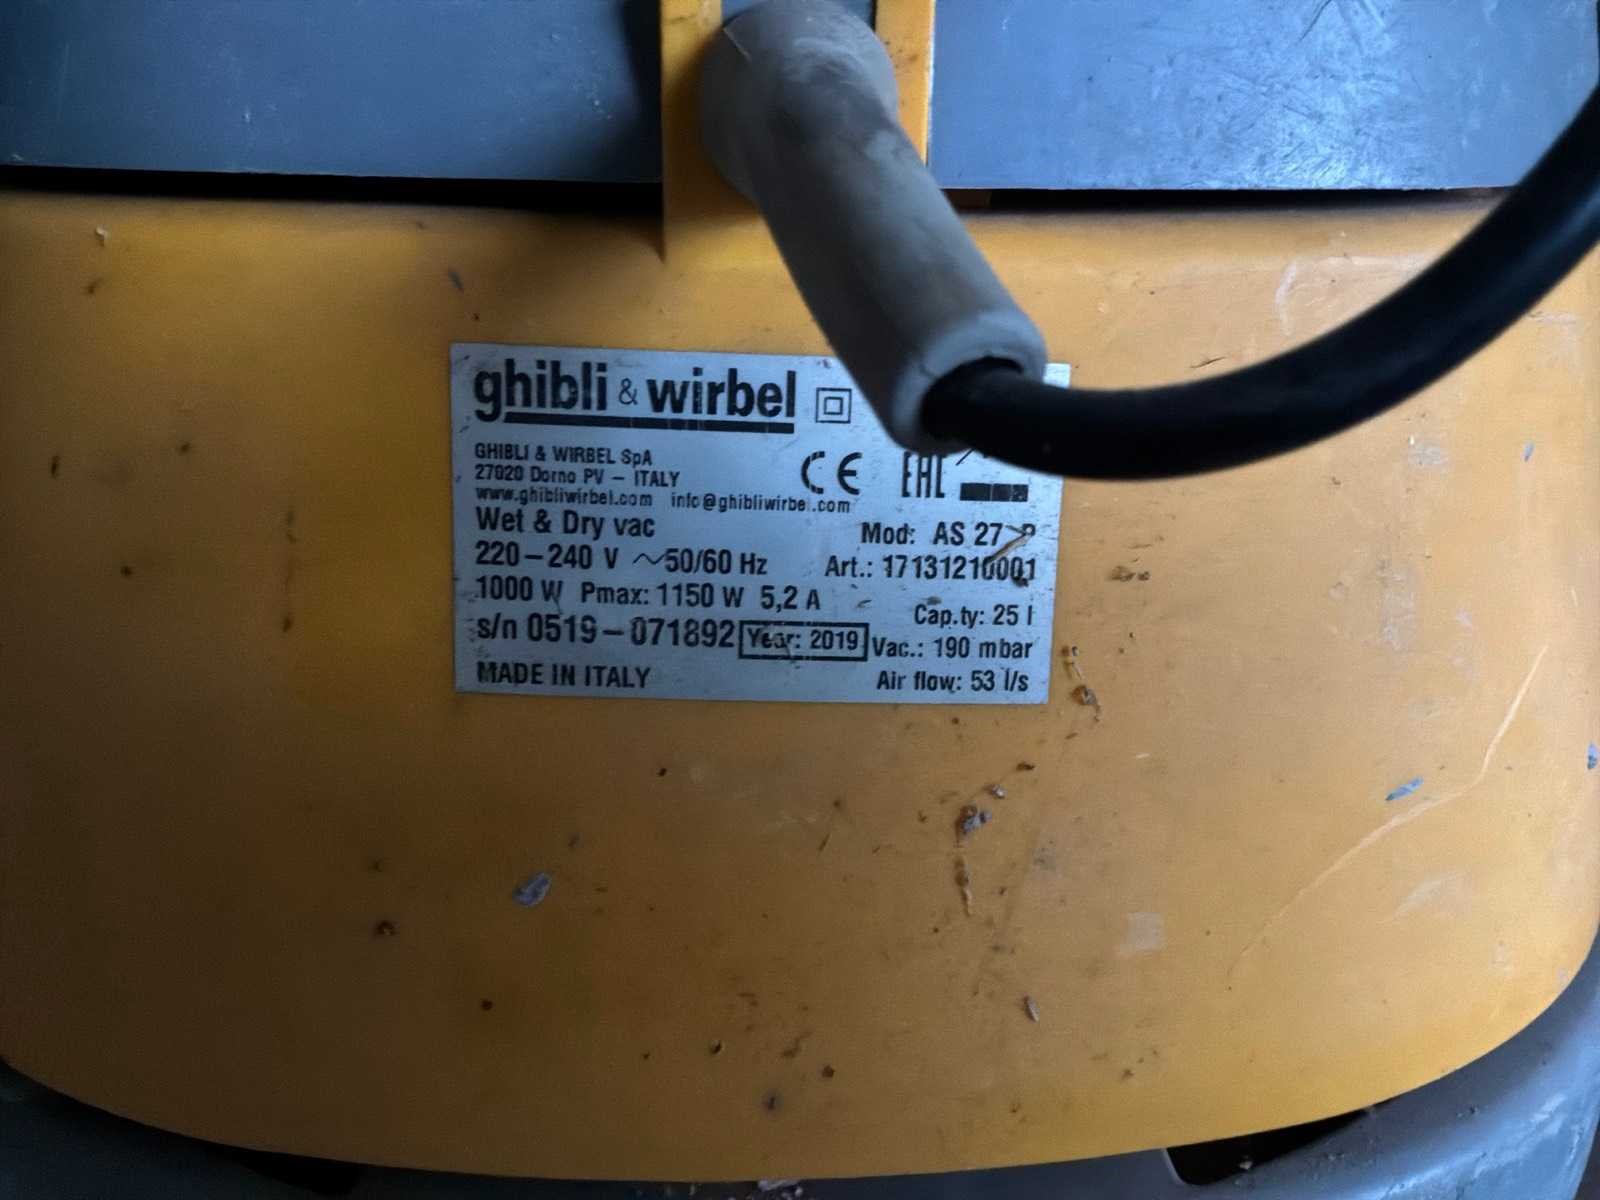 ghibli & wirbel
GHIBLI & WIRBEL SpA
27020 Dorno PV – ITALY
www.ghibliwirbel.com info@ghibliwirbel.com
CE EAC
Wet & Dry vac
Mod: AS 27 P
220–240 V ~50/60 Hz
Art.: 17131210001
1000 W Pmax: 1150 W 5,2 A
Cap.ty: 25 l
s/n 0519–071892 Year: 2019
Vac.: 190 mbar
MADE IN ITALY
Air flow: 53 l/s